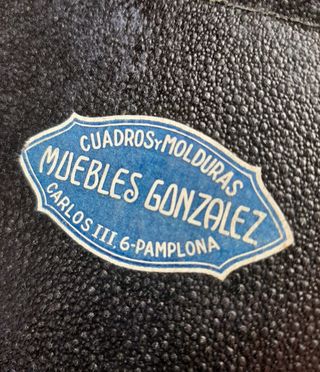 CUADROS Y MOLDURAS
MUEBLES GONZALEZ
CARLOS III, 6-PAMPLONA